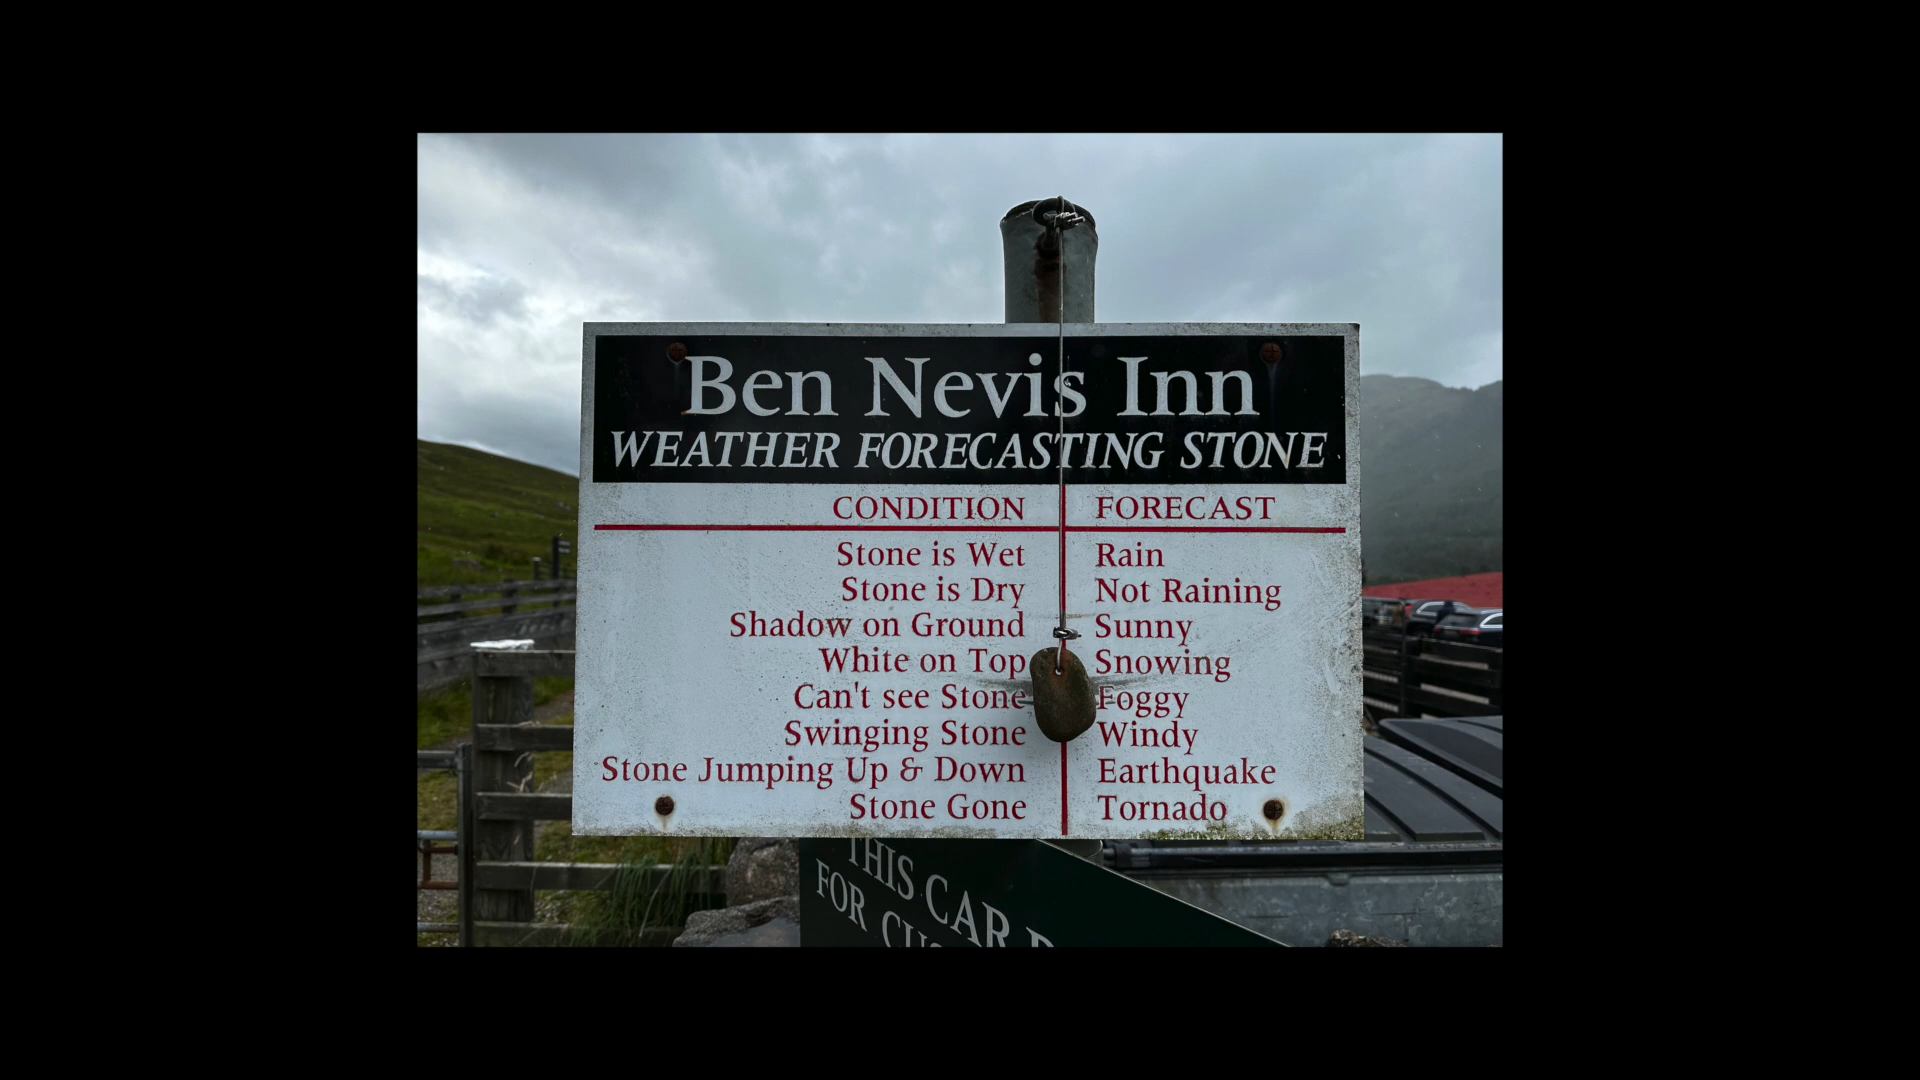 Ben Nevis Inn
WEATHER FORECASTING STONE
CONDITION FORECAST
Stone is Wet Rain
Stone is Dry Not Raining
Shadow on Ground Sunny
White on Top Snowing
Can't see Stone Foggy
Swinging Stone Windy
Stone Jumping Up & Down Earthquake
Stone Gone Tornado
THIS CAR
FOR